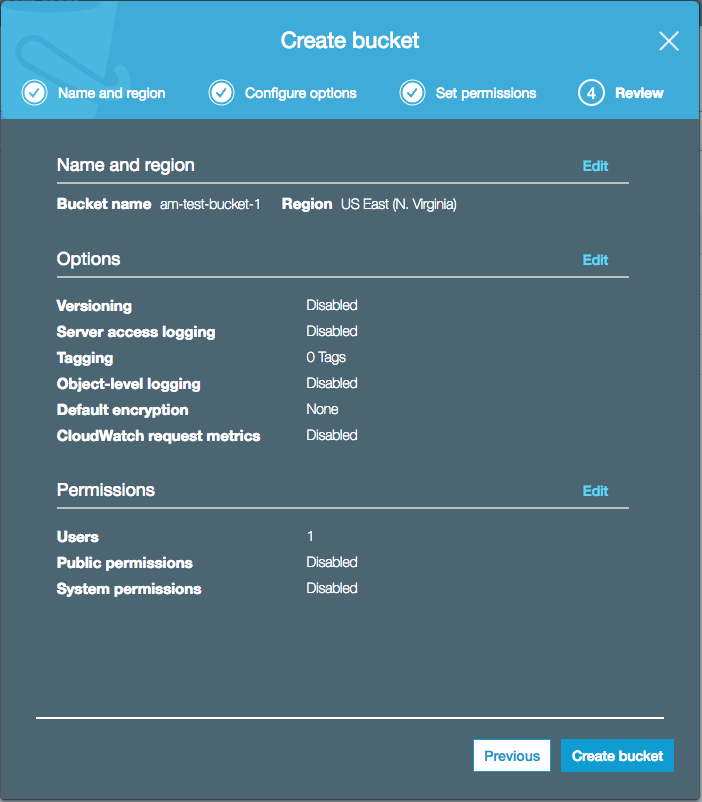 Create bucket
Name and region Configure options Set permissions 4 Review
Name and region Edit
Bucket name am-test-bucket-1 Region US East (N. Virginia)
Options Edit
Versioning Disabled
Server access logging Disabled
Tagging 0 Tags
Object-level logging Disabled
Default encryption None
CloudWatch request metrics Disabled
Permissions Edit
Users 1
Public permissions Disabled
System permissions Disabled
Previous Create bucket